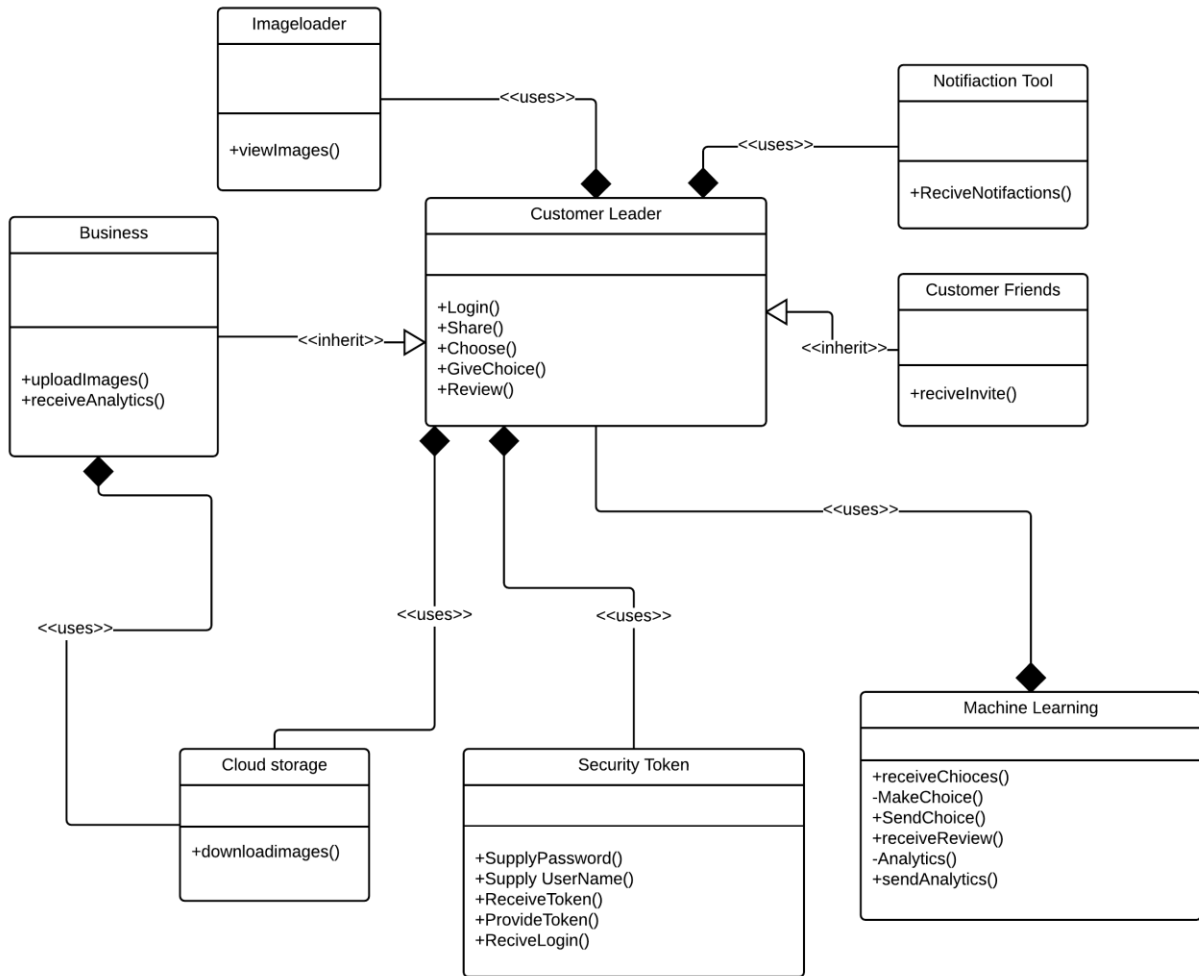 Imageloader
+viewImages()
<<uses>>
Notifiaction Tool
+ReciveNotifactions()
<<uses>>
Business
+uploadImages()
+receiveAnalytics()
<<inherit>>
Customer Leader
+Login()
+Share()
+Choose()
+GiveChoice()
+Review()
Customer Friends
+reciveInvite()
<<inherit>>
<<uses>>
<<uses>>
<<uses>>
<<uses>>
Cloud storage
+downloadimages()
Security Token
+SupplyPassword()
+Supply UserName()
+ReceiveToken()
+ProvideToken()
+ReciveLogin()
Machine Learning
+receiveChioces()
-MakeChoice()
+SendChoice()
+receiveReview()
-Analytics()
+sendAnalytics()